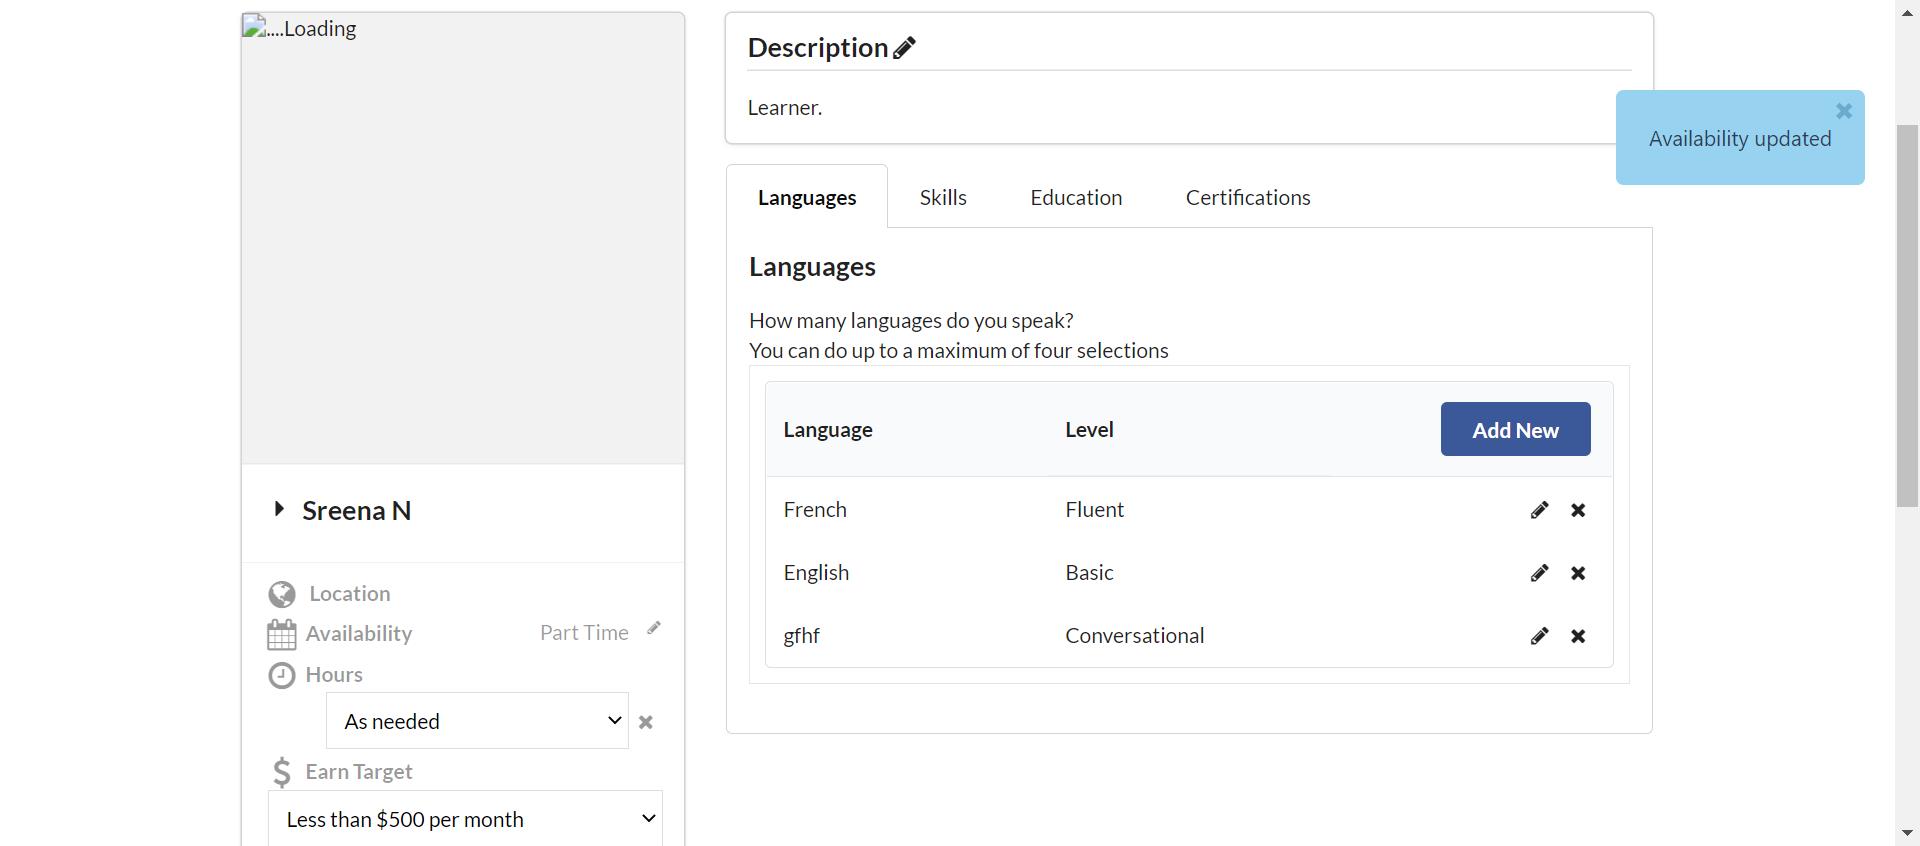 ....Loading
Sreena N
Location
Availability Part Time
Hours
As needed
Earn Target
Less than $500 per month
Description
Learner.
Availability updated
Languages Skills Education Certifications
Languages
How many languages do you speak?
You can do up to a maximum of four selections
Language Level Add New
French Fluent
English Basic
gfhf Conversational